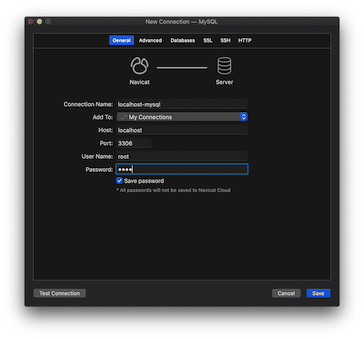 New Connection — MySQL
General Advanced Databases SSL SSH HTTP
Navicat Server
Connection Name: localhost-mysql
Add To: My Connections
Host: localhost
Port: 3306
User Name: root
Password: ••••
Save password
* All passwords will not be saved to Navicat Cloud
Test Connection Cancel Save